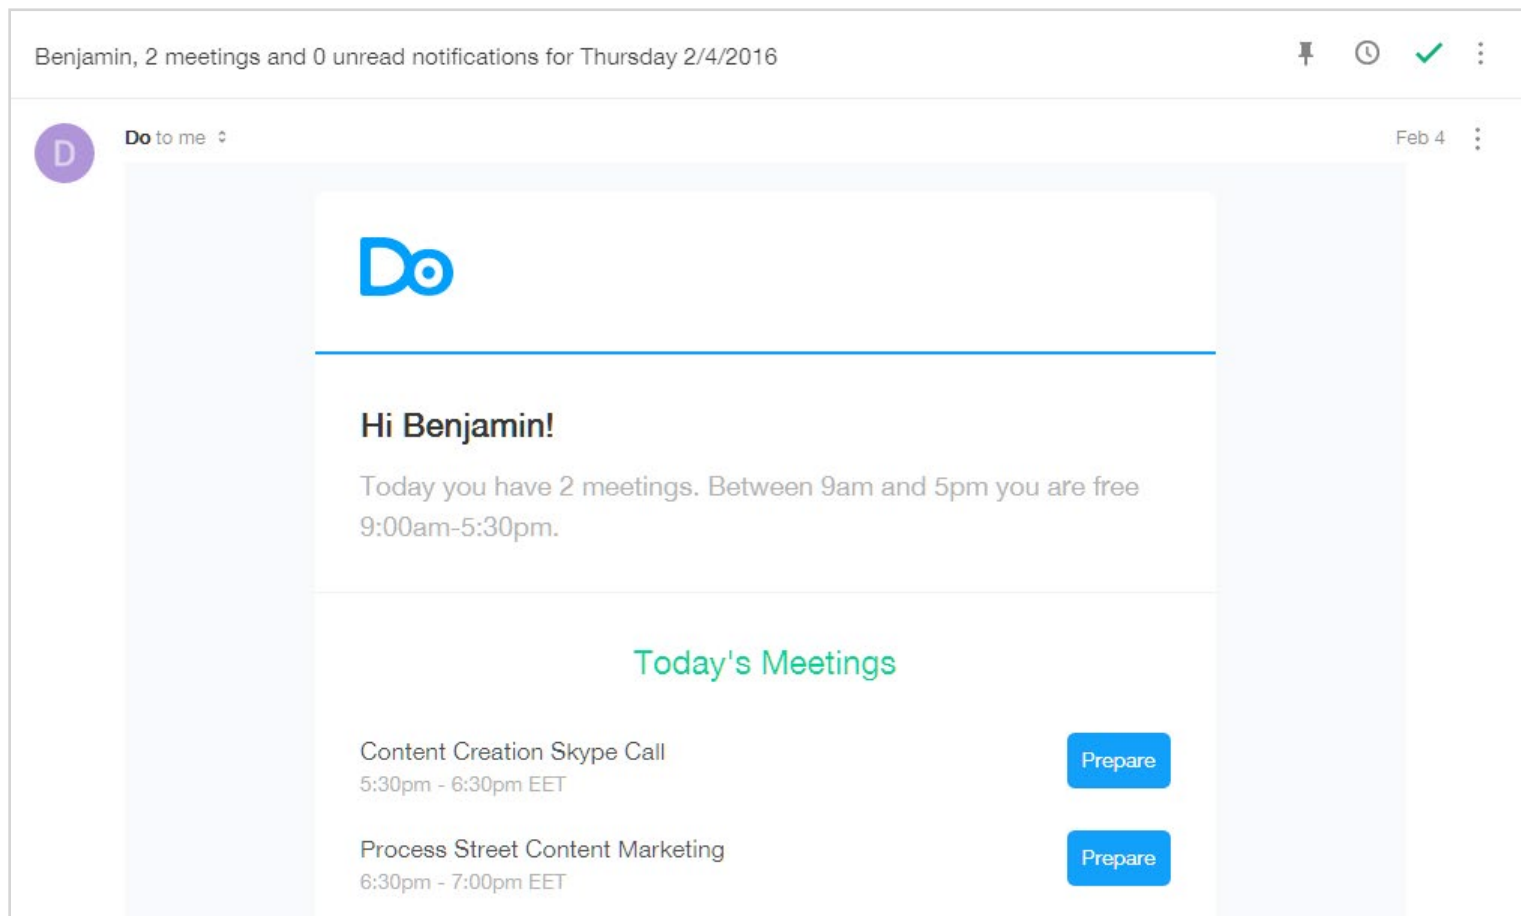 Benjamin, 2 meetings and 0 unread notifications for Thursday 2/4/2016
D
Do to me
Feb 4
Do
Hi Benjamin!
Today you have 2 meetings. Between 9am and 5pm you are free
9:00am-5:30pm.
Today's Meetings
Content Creation Skype Call
Prepare
5:30pm - 6:30pm EET
Process Street Content Marketing
Prepare
6:30pm - 7:00pm EET